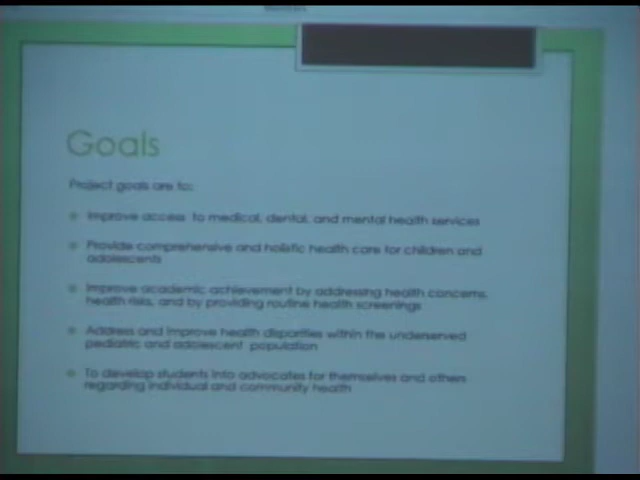 Goals
Project goals are to:
Improve access to medical, dental, and mental health services
Provide comprehensive and holistic health care for children and
adolescents
Improve academic achievement by addressing health concerns,
health risks, and by providing routine health screenings
Address and improve health disparities within the underserved
pediatric and adolescent population
To develop students into advocates for themselves and others
regarding individual and community health